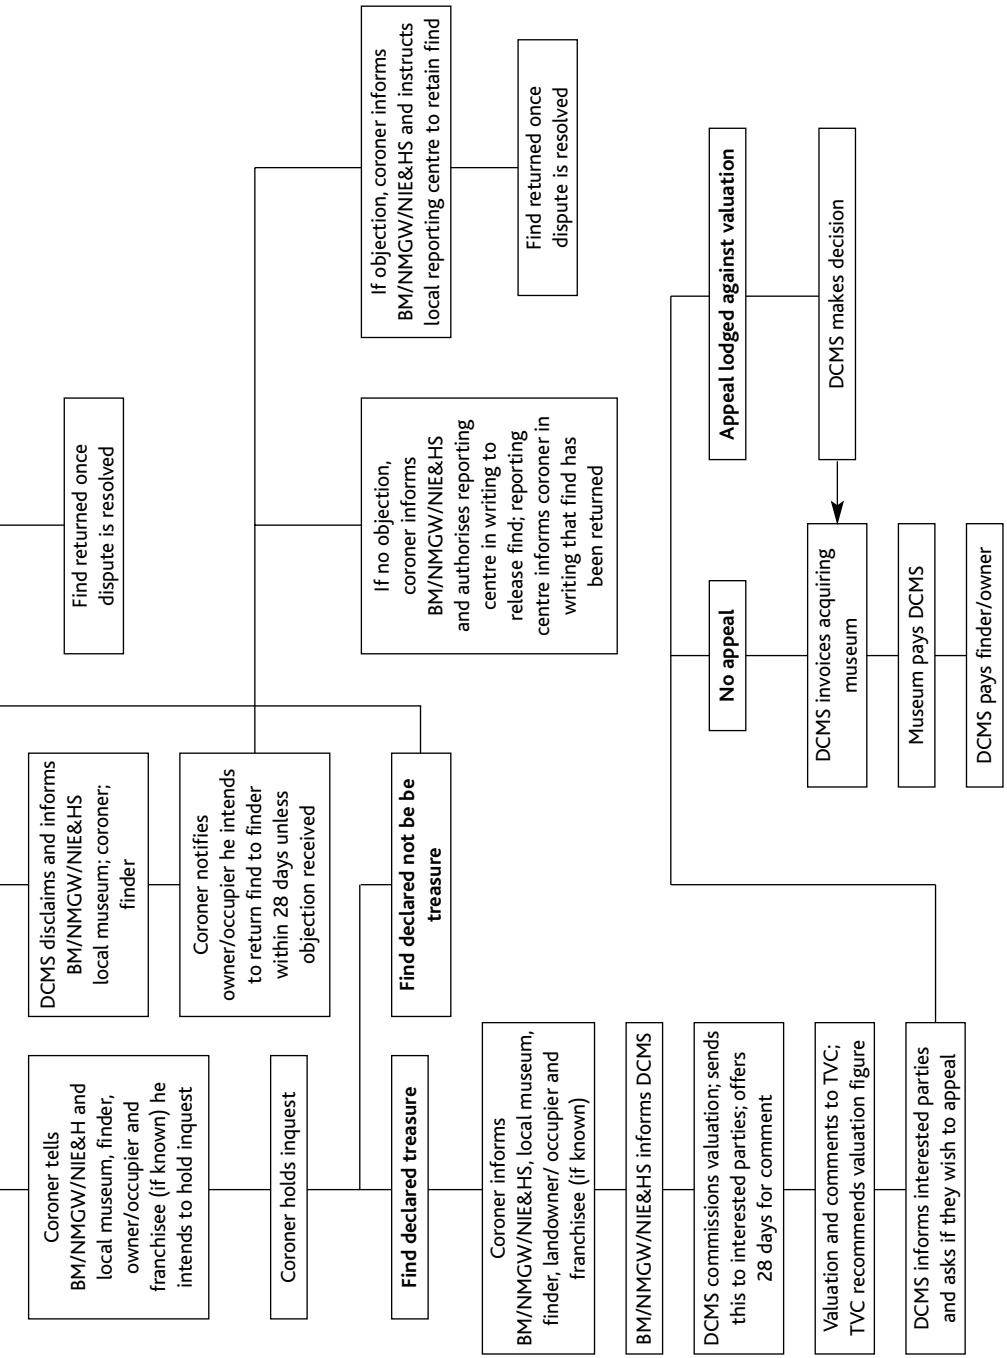 Coroner tells
BM/NMGW/NIE&H and
local museum, finder,
owner/occupier and
franchisee (if known) he
intends to hold inquest
Coroner holds inquest
Find declared treasure
Coroner informs
BM/NMGW/NIE&HS, local museum,
finder, landowner/ occupier and
franchisee (if known)
BM/NMGW/NIE&HS informs DCMS
DCMS commissions valuation; sends
this to interested parties; offers
28 days for comment
Valuation and comments to TVC;
TVC recommends valuation figure
DCMS informs interested parties
and asks if they wish to appeal
DCMS disclaims and informs
BM/NMGW/NIE&HS
local museum; coroner;
finder
Coroner notifies
owner/occupier he intends
to return find to finder
within 28 days unless
objection received
Find declared not be be
treasure
Find returned once
dispute is resolved
If no objection,
coroner informs
BM/NMGW/NIE&HS
and authorises reporting
centre in writing to
release find; reporting
centre informs coroner in
writing that find has
been returned
If objection, coroner informs
BM/NMGW/NIE&HS and instructs
local reporting centre to retain find
Find returned once
dispute is resolved
No appeal
DCMS invoices acquiring
museum
Museum pays DCMS
DCMS pays finder/owner
Appeal lodged against valuation
DCMS makes decision